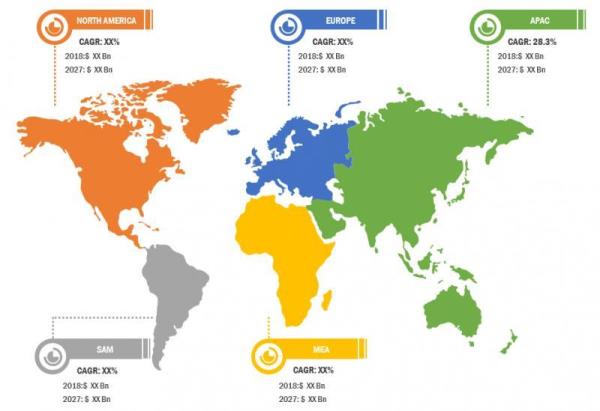 NORTH AMERICA
CAGR: XX%
2018:$ XX Bn
2027: $ XX Bn
EUROPE
CAGR: XX%
2018:$ XX Bn
2027: $ XX Bn
APAC
CAGR: 28.3%
2018:$ XX Bn
2027: $ XX Bn
SAM
CAGR: XX%
2018:$ XX Bn
2027: $ XX Bn
MEA
CAGR: XX%
2018:$ XX Bn
2027: $ XX Bn